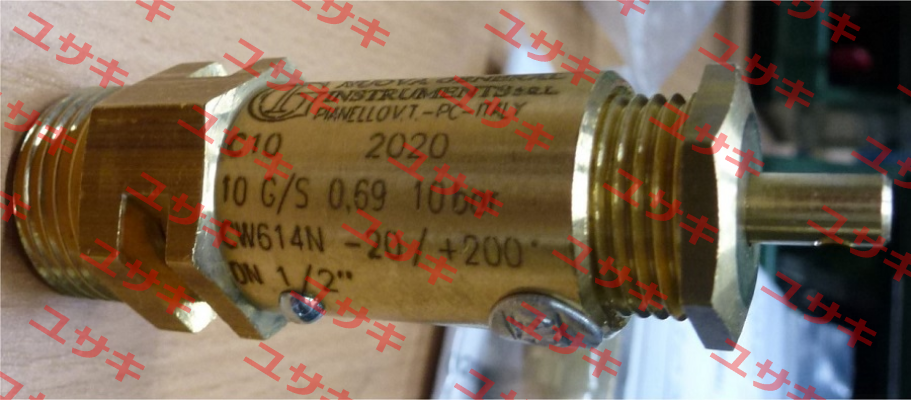 NUOVA GENERAL
INSTRUMENTS S.R.L.
PIANELLO V.T. - PC - ITALY
C10 2020
10 G/S 0,69 10 bar
CW614N -20 / +200°
DN 1/2"
ユサキ